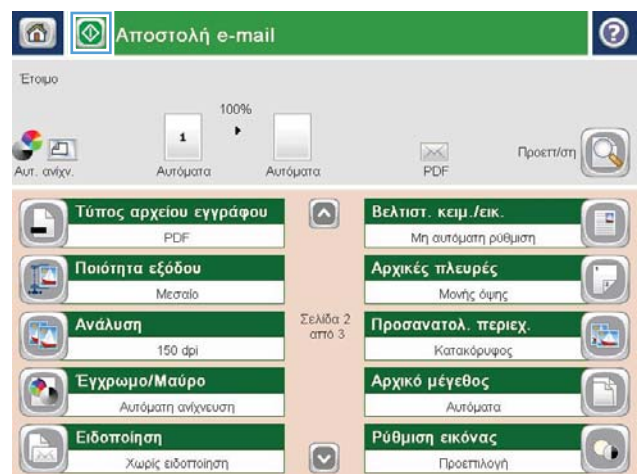 Αποστολή e-mail
Έτοιμο
100%
1
Αυτ. ανίχν.
Αυτόματα
Αυτόματα
PDF
Προεπ/ση
Τύπος αρχείου εγγράφου
PDF
Ποιότητα εξόδου
Μεσαίο
Ανάλυση
150 dpi
Έγχρωμο/Μαύρο
Αυτόματη ανίχνευση
Ειδοποίηση
Χωρίς ειδοποίηση
Σελίδα 2
από 3
Βελτιστ. κειμ./εικ.
Μη αυτόματη ρύθμιση
Αρχικές πλευρές
Μονής όψης
Προσανατολ. περιεχ.
Κατακόρυφος
Αρχικό μέγεθος
Αυτόματα
Ρύθμιση εικόνας
Προεπιλογή